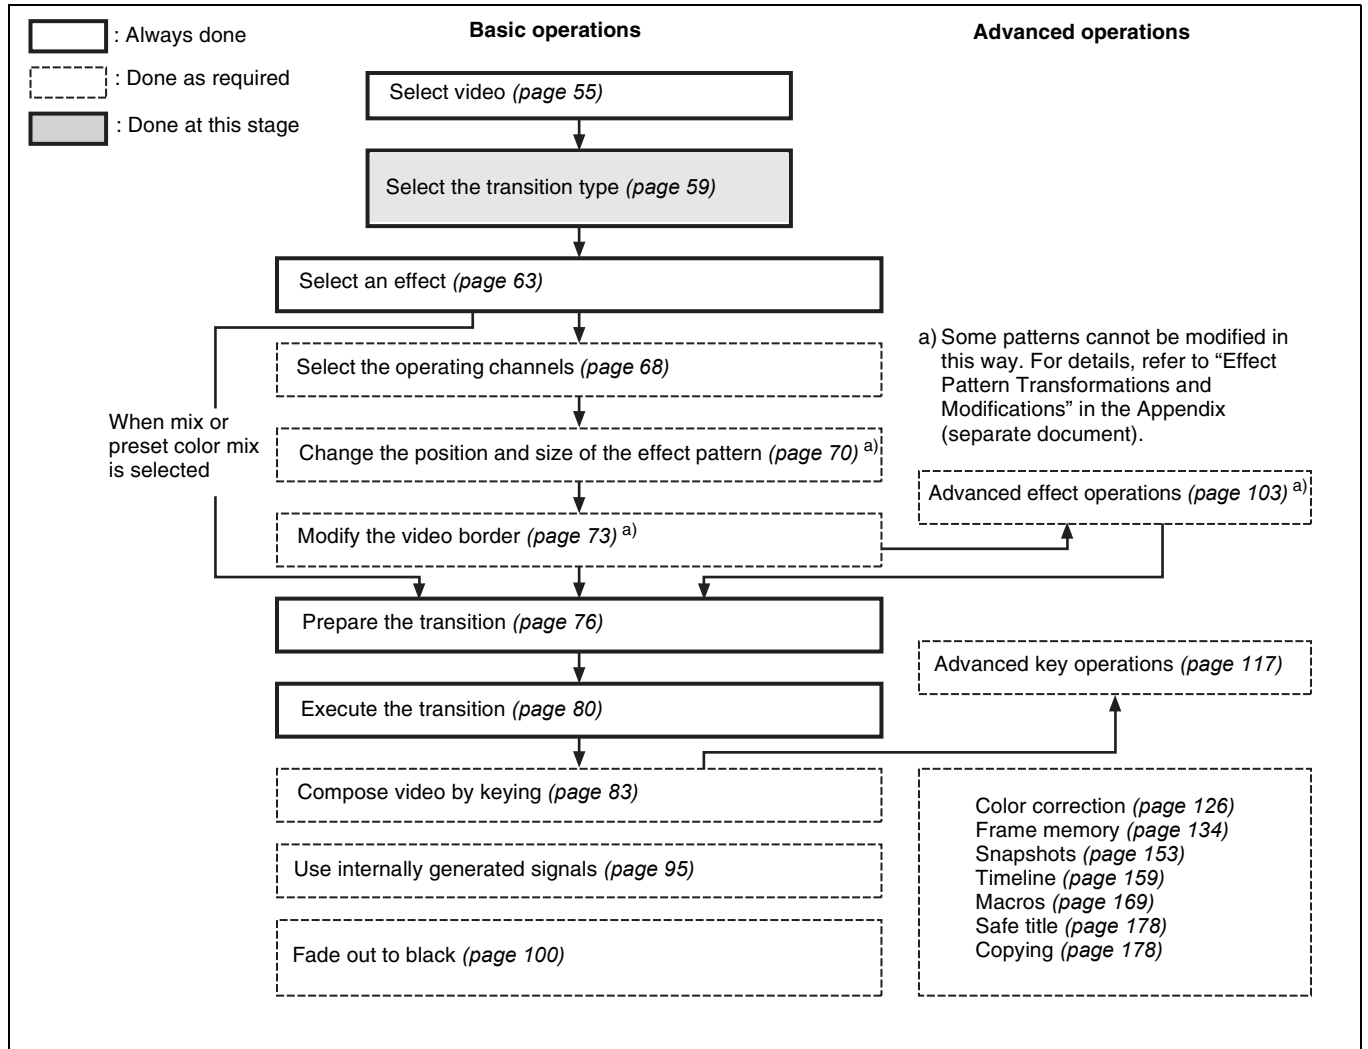 : Always done
: Done as required
: Done at this stage
Basic operations
Advanced operations
Select video (page 55)
Select the transition type (page 59)
Select an effect (page 63)
Select the operating channels (page 68)
When mix or
preset color mix
is selected
Change the position and size of the effect pattern (page 70) a)
Modify the video border (page 73) a)
a) Some patterns cannot be modified in
this way. For details, refer to “Effect
Pattern Transformations and
Modifications” in the Appendix
(separate document).
Advanced effect operations (page 103) a)
Prepare the transition (page 76)
Execute the transition (page 80)
Advanced key operations (page 117)
Compose video by keying (page 83)
Use internally generated signals (page 95)
Fade out to black (page 100)
Color correction (page 126)
Frame memory (page 134)
Snapshots (page 153)
Timeline (page 159)
Macros (page 169)
Safe title (page 178)
Copying (page 178)